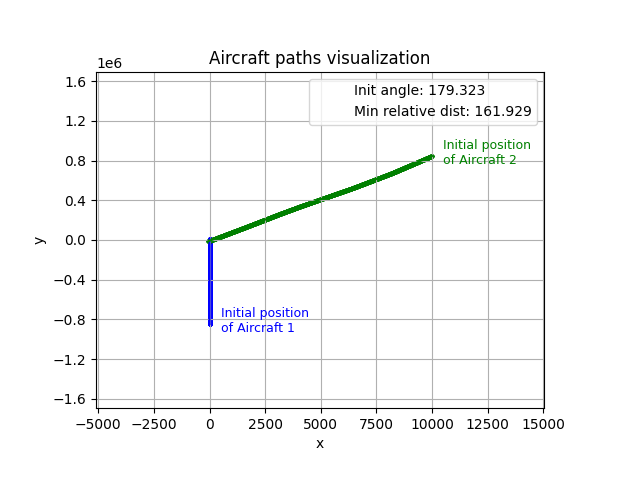 Aircraft paths visualization
1e6
Init angle: 179.323
Min relative dist: 161.929
Initial position
of Aircraft 2
Initial position
of Aircraft 1
1.6
1.2
0.8
0.4
0.0
−0.4
−0.8
−1.2
−1.6
y
−5000 −2500 0 2500 5000 7500 10000 12500 15000
x